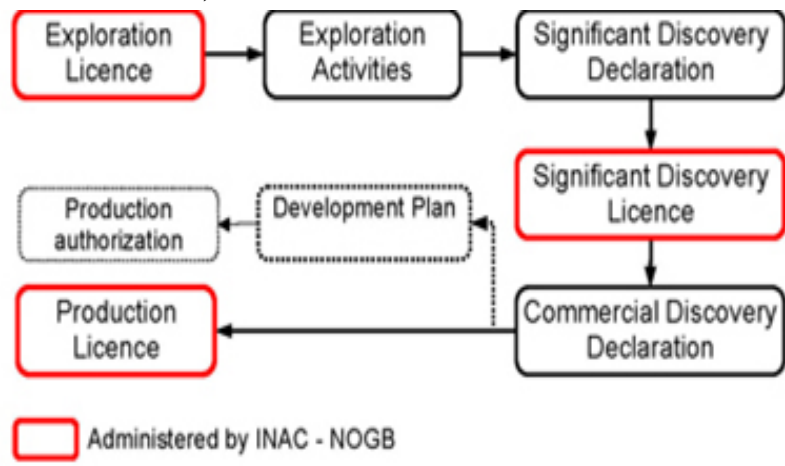 Exploration
Licence
Exploration
Activities
Significant Discovery
Declaration
Significant Discovery
Licence
Production
authorization
Development Plan
Production
Licence
Commercial Discovery
Declaration
Administered by INAC - NOGB